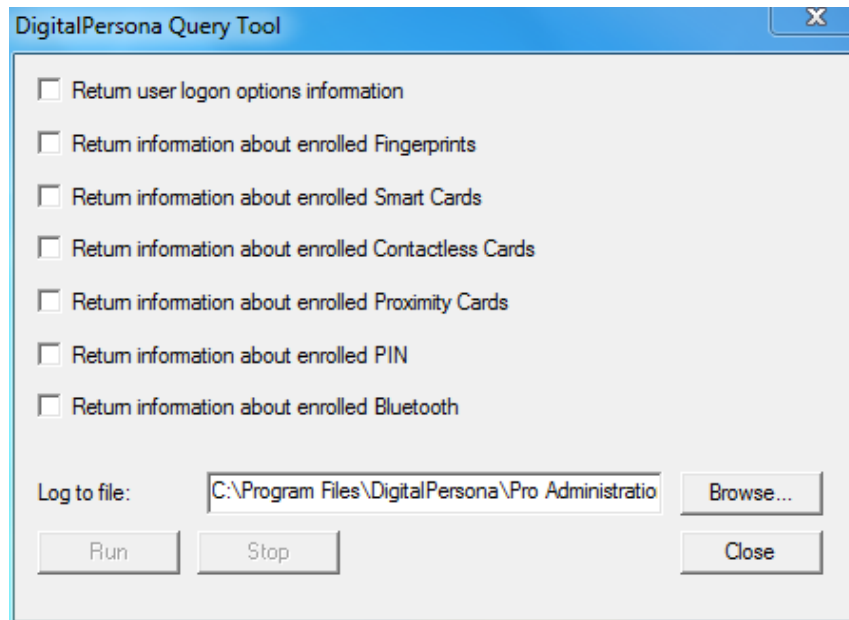 DigitalPersona Query Tool
Return user logon options information
Return information about enrolled Fingerprints
Return information about enrolled Smart Cards
Return information about enrolled Contactless Cards
Return information about enrolled Proximity Cards
Return information about enrolled PIN
Return information about enrolled Bluetooth
Log to file: C:\Program Files\DigitalPersona\Pro Administratio Browse...
Run Stop Close